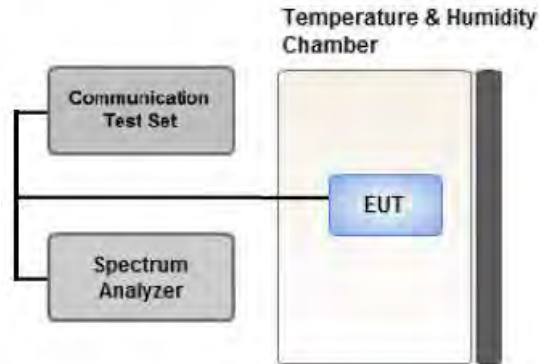 Temperature & Humidity
Chamber
Communication
Test Set
EUT
Spectrum
Analyzer